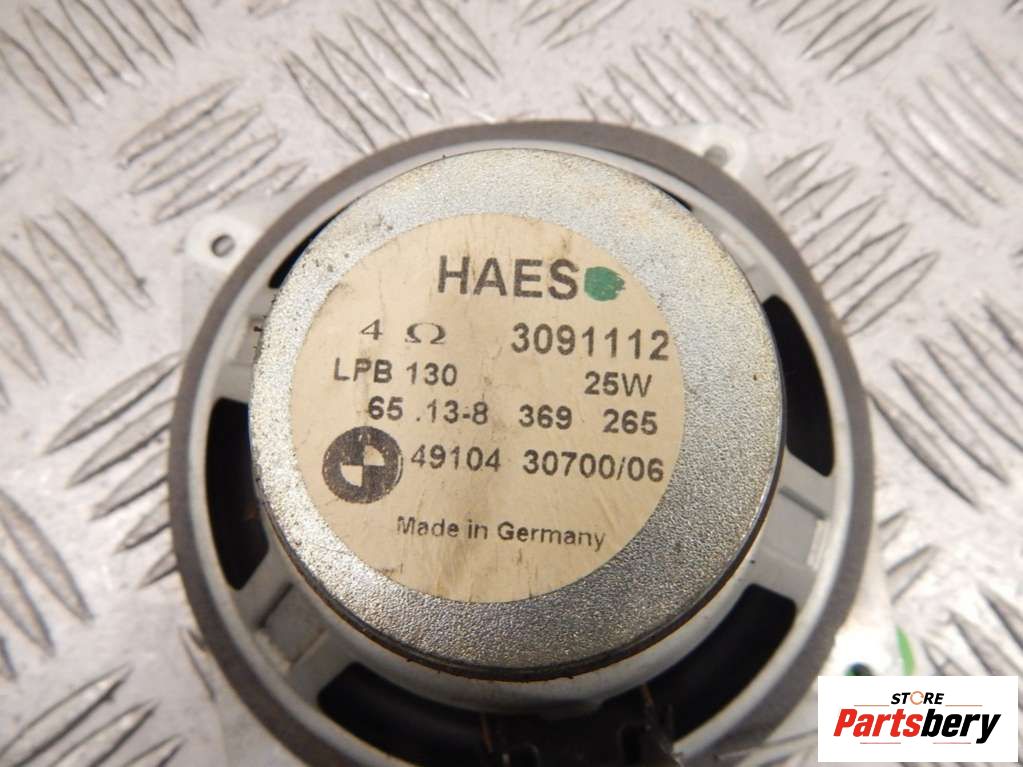 HAES
4 Ω 3091112
LPB 130 25W
65 .13-8 369 265
49104 30700/06
Made in Germany
STORE
Partsbery